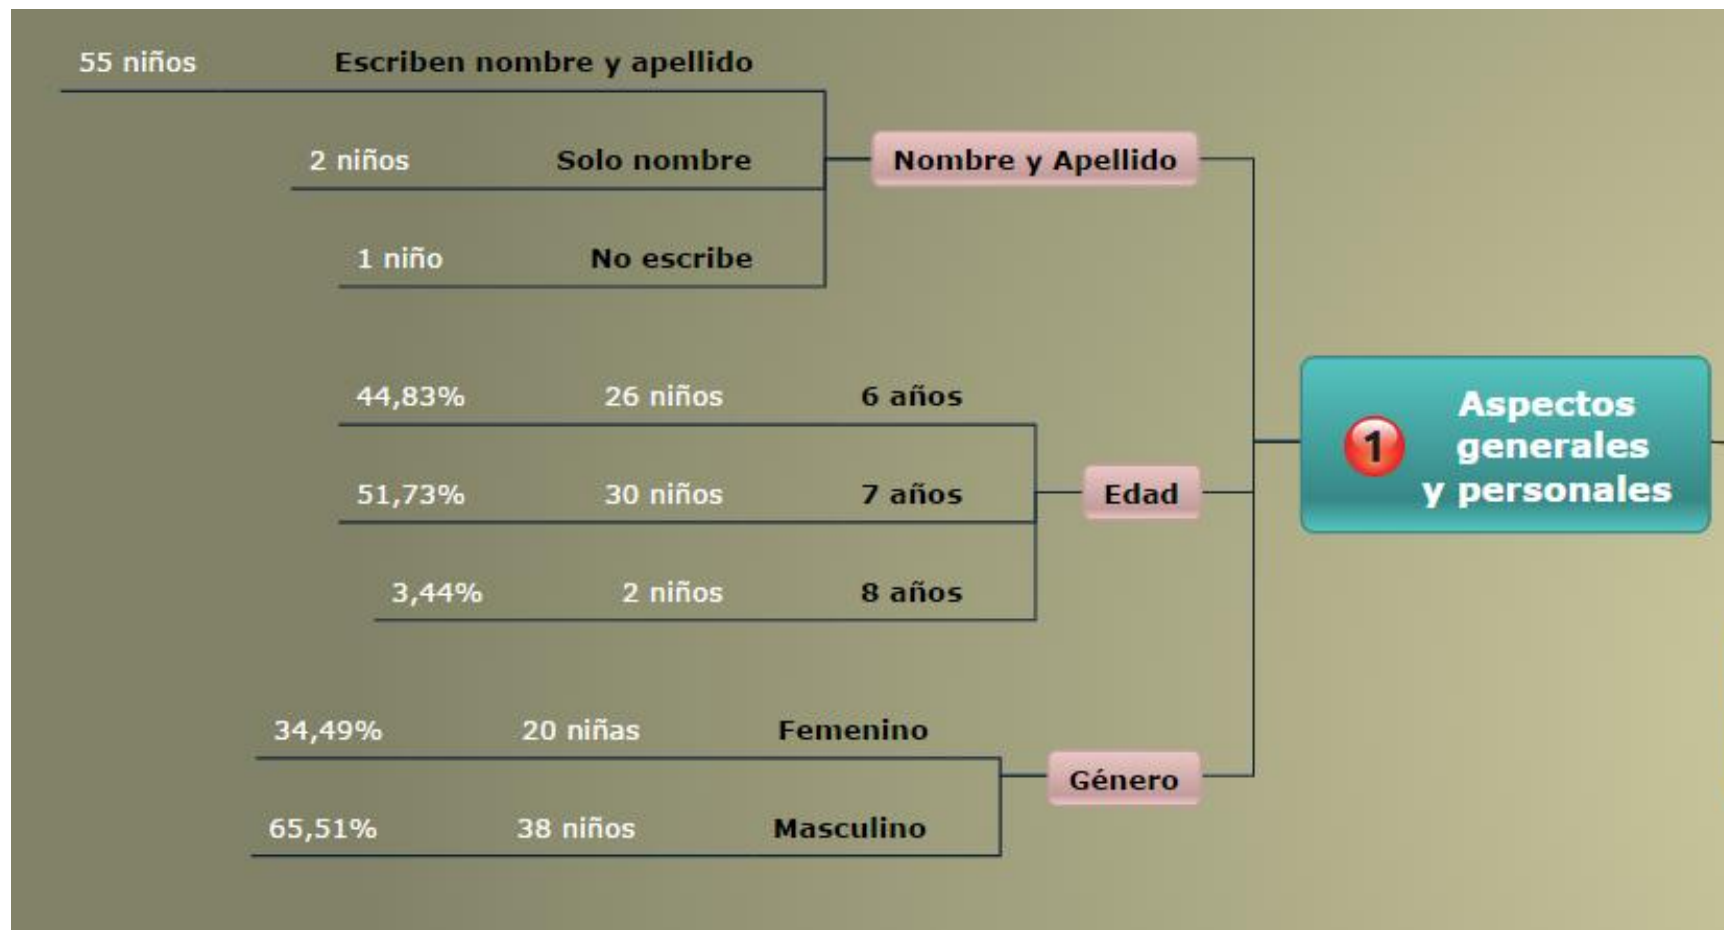 55 niños Escriben nombre y apellido
2 niños Solo nombre
1 niño No escribe
Nombre y Apellido
44,83% 26 niños 6 años
51,73% 30 niños 7 años
3,44% 2 niños 8 años
Edad
34,49% 20 niñas Femenino
65,51% 38 niños Masculino
Género
1
Aspectos
generales
y personales